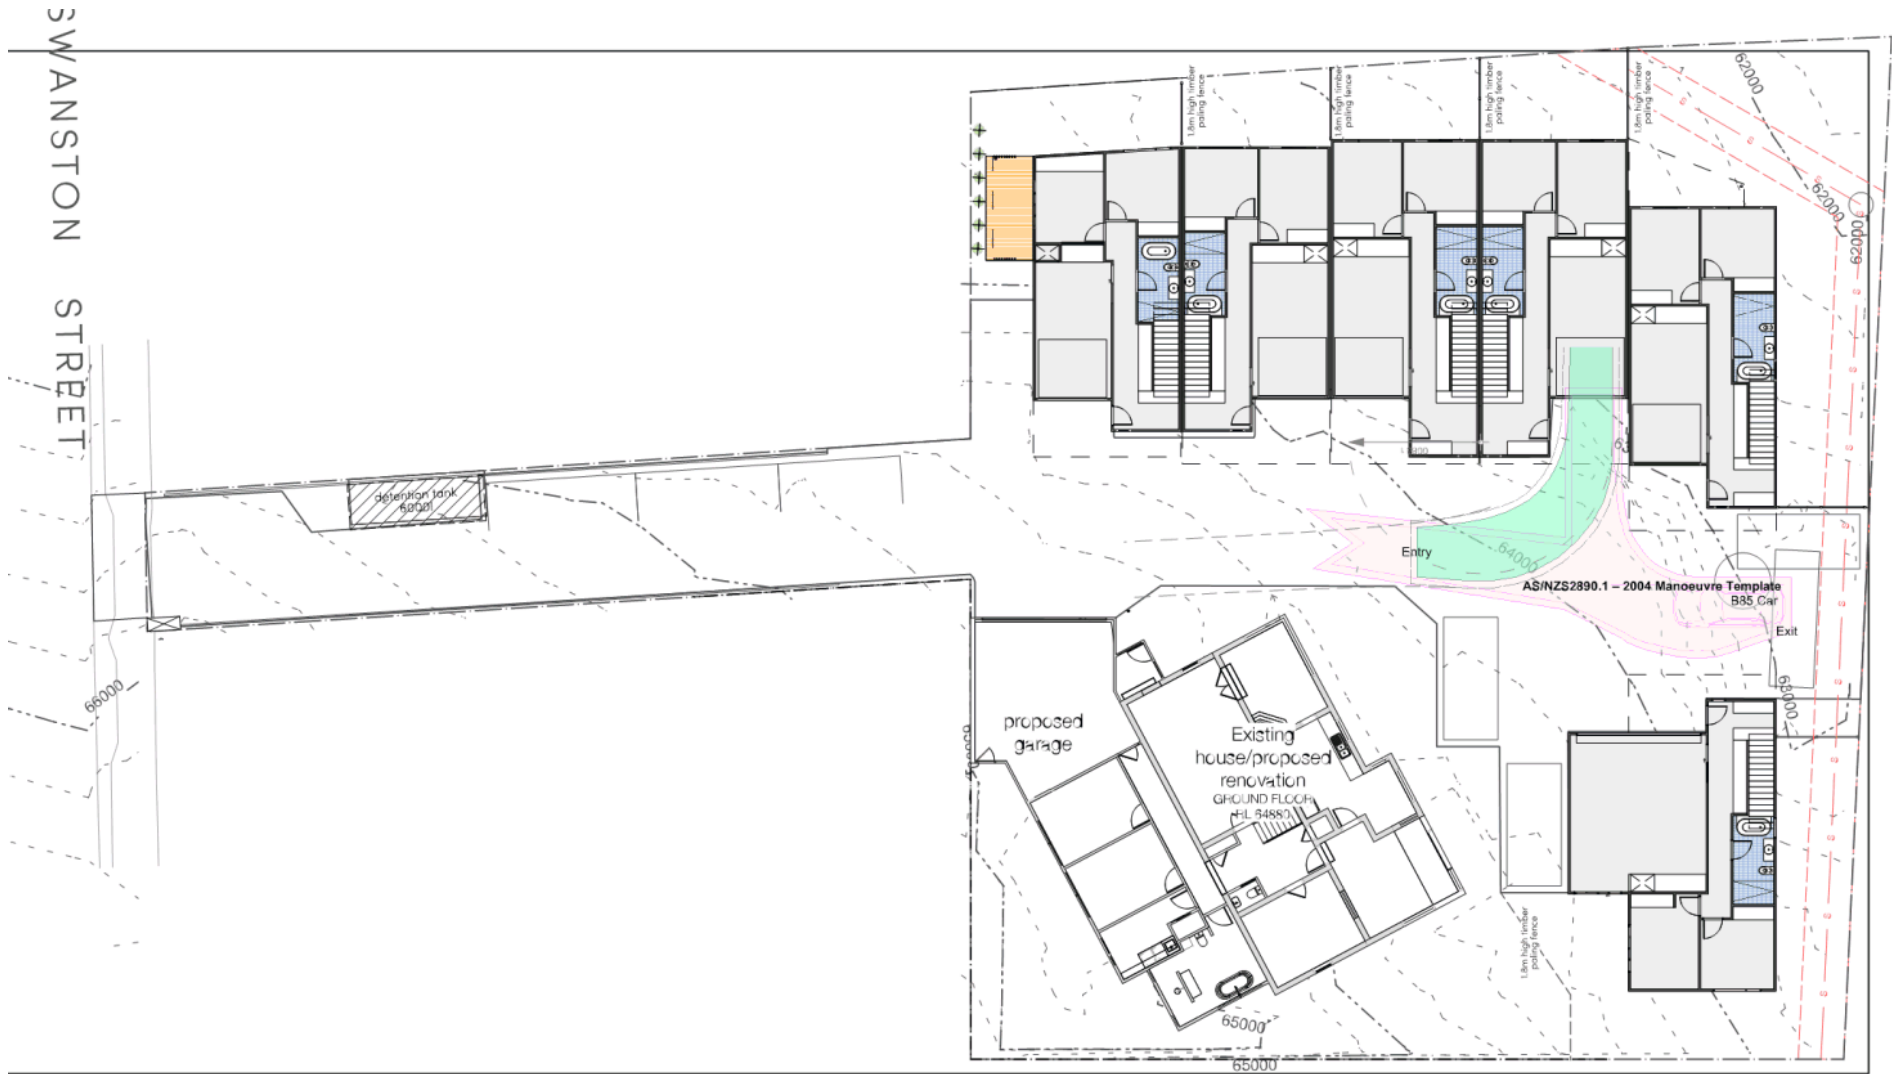 SWANSTON STREET
1.8m high timber
paling fence
1.8m high timber
paling fence
1.8m high timber
paling fence
1.8m high timber
paling fence
62000
62000
62000
detention tank
6000l
Entry
64000
AS/NZS2890.1 – 2004 Manoeuvre Template
B85 Car
Exit
66000
63000
proposed
garage
Existing
house/proposed
renovation
GROUND FLOOR
RL 64880
1.8m high timber
paling fence
65000
65000
S
S
S
S
S
S
S
S
S
S
S